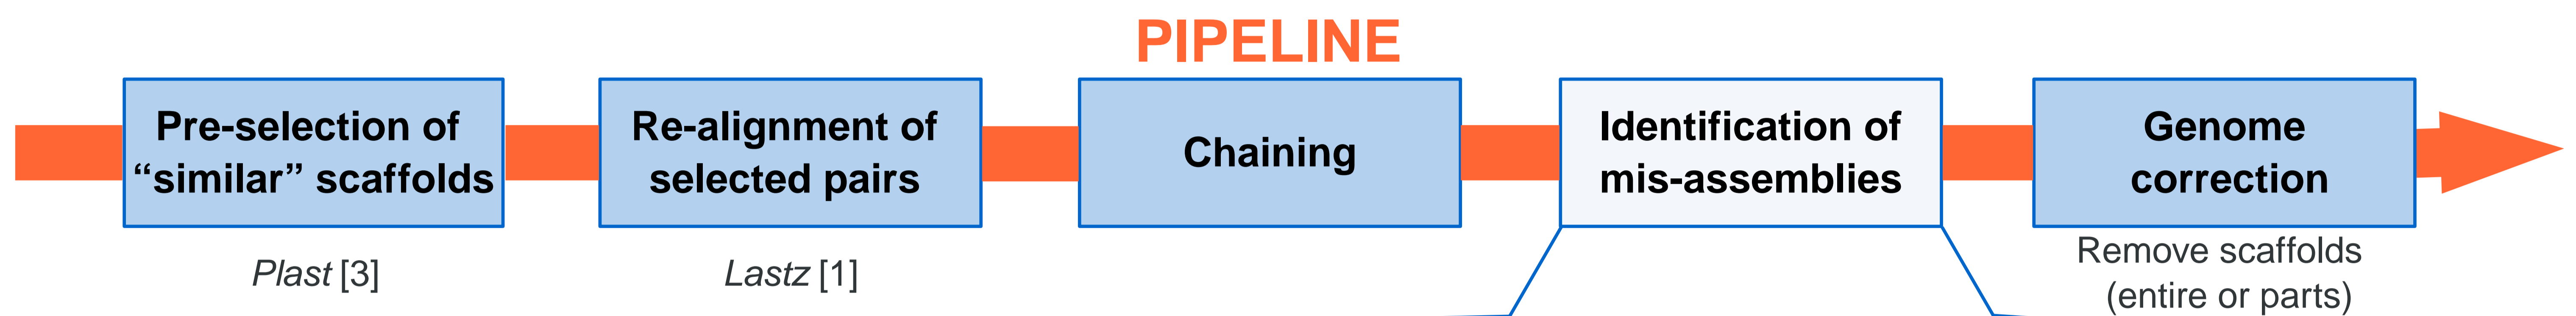 PIPELINE
Pre-selection of
“similar” scaffolds
Re-alignment of
selected pairs
Chaining
Identification of
mis-assemblies
Genome
correction
Plast [3]
Lastz [1]
Remove scaffolds
(entire or parts)